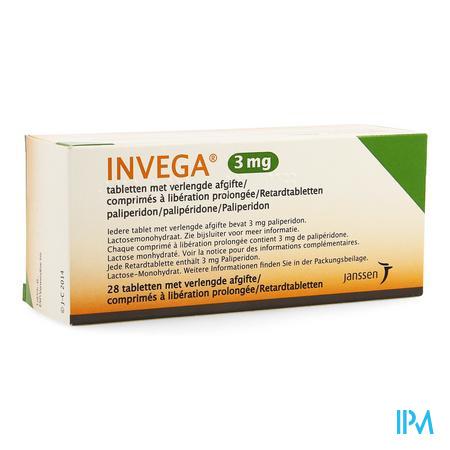 INVEGA® 3 mg
tabletten met verlengde afgifte/
comprimés à libération prolongée/Retardtabletten
paliperidon/palipéridone/Paliperidon
Iedere tablet met verlengde afgifte bevat 3 mg paliperidon.
Lactosemonohydraat. Zie bijsluiter voor meer informatie.
Chaque comprimé à libération prolongée contient 3 mg de palipéridone.
Lactose monohydraté. Voir la notice pour des informations complémentaires.
Jede Retardtablette enthält 3 mg Paliperidon.
Lactose-Monohydrat. Weitere Informationen finden Sie in der Packungsbeilage.
28 tabletten met verlengde afgifte/
comprimés à libération prolongée/Retardtabletten
janssen
© J-C 2014
IPM